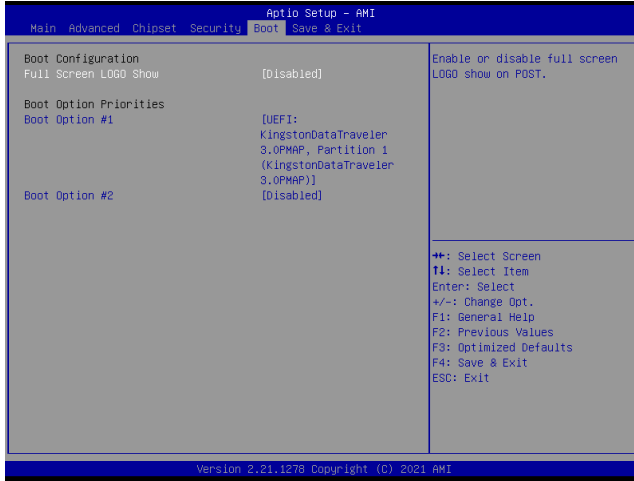 Aptio Setup – AMI
Main Advanced Chipset Security Boot Save & Exit
Boot Configuration
Full Screen LOGO Show [Disabled]
Boot Option Priorities
Boot Option #1 [UEFI:
KingstonDataTraveler
3.0PMAP, Partition 1
(KingstonDataTraveler
3.0PMAP)]
Boot Option #2 [Disabled]
Enable or disable full screen
LOGO show on POST.
→←: Select Screen
↑↓: Select Item
Enter: Select
+/-: Change Opt.
F1: General Help
F2: Previous Values
F3: Optimized Defaults
F4: Save & Exit
ESC: Exit
Version 2.21.1278 Copyright (C) 2021 AMI